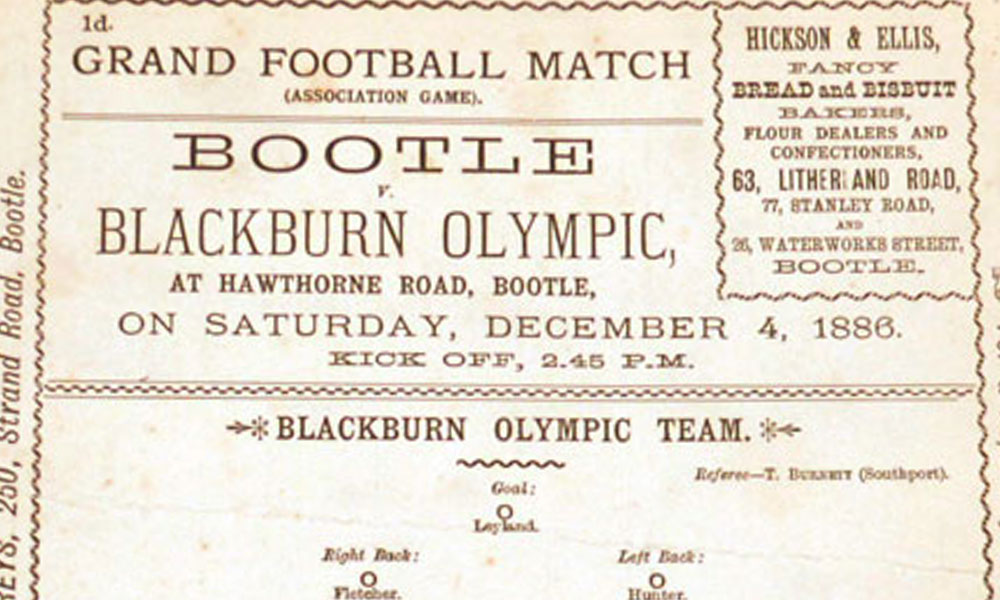 1d.
GRAND FOOTBALL MATCH
(ASSOCIATION GAME).
BOOTLE
v.
BLACKBURN OLYMPIC,
AT HAWTHORNE ROAD, BOOTLE,
ON SATURDAY, DECEMBER 4, 1886.
KICK OFF, 2.45 P.M.
HICKSON & ELLIS,
FANCY
BREAD and BISBUIT
BAKERS,
FLOUR DEALERS AND
CONFECTIONERS,
63, LITHERLAND ROAD,
77, STANLEY ROAD,
AND
26, WATERWORKS STREET,
BOOTLE.
BLACKBURN OLYMPIC TEAM.
Referee—T. BURNETT (Southport).
Goal:
Leyland.
Right Back: Left Back:
Fletcher. Hunter.
250, Strand Road, Bootle.